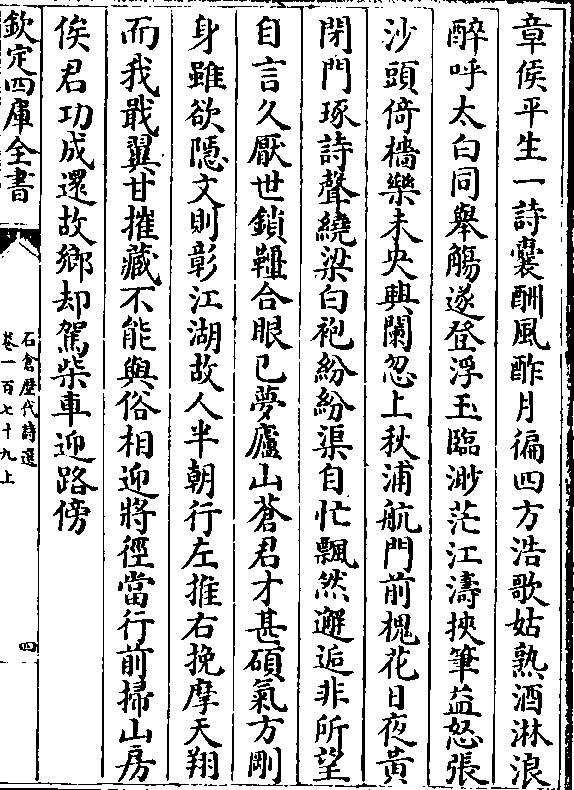 章侯平生一詩囊酬風酢月徧四方浩歌姑熟酒淋浪
醉呼太白同舉觴遂登浮玉臨渺茫江濤挾筆益怒張
沙頭倚檣樂未央興闌忽上秋浦航門前槐花日夜黄
閉門琢詩聲繞梁白袍紛紛渠自忙飄然邂逅非所望
自言久厭世鎖韁合眼已夢廬山蒼君才甚碩氣方剛
身雖欲隱文則彰江湖故人半朝行左推右挽摩天翔
而我戢翼甘摧藏不能與俗相迎將徑當行前掃山房
俟君功成還故鄉却駕柴車迎路傍
欽定四庫全書
石倉歴代詩選
卷一百七十九上
四